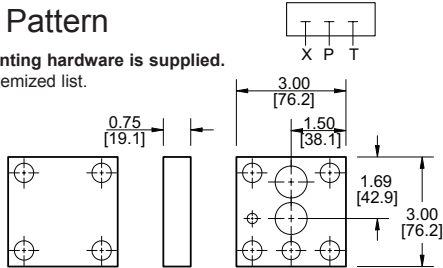 Pattern
X P T
nting hardware is supplied.
emized list.
3.00
[76.2]
0.75
[19.1]
1.50
[38.1]
1.69
[42.9]
3.00
[76.2]